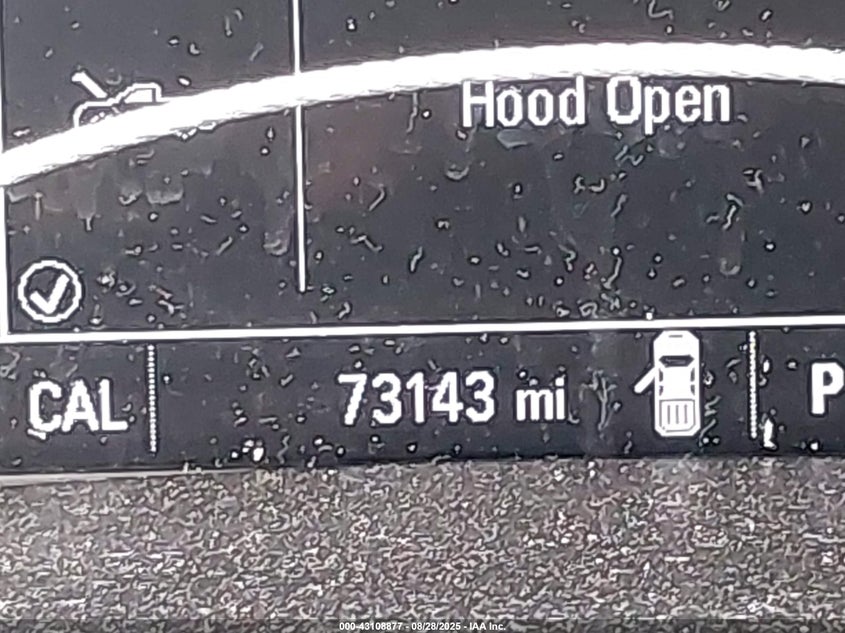 Hood Open
CAL 73143 mi P
000-43108877 - 08/28/2025 - IAA Inc.